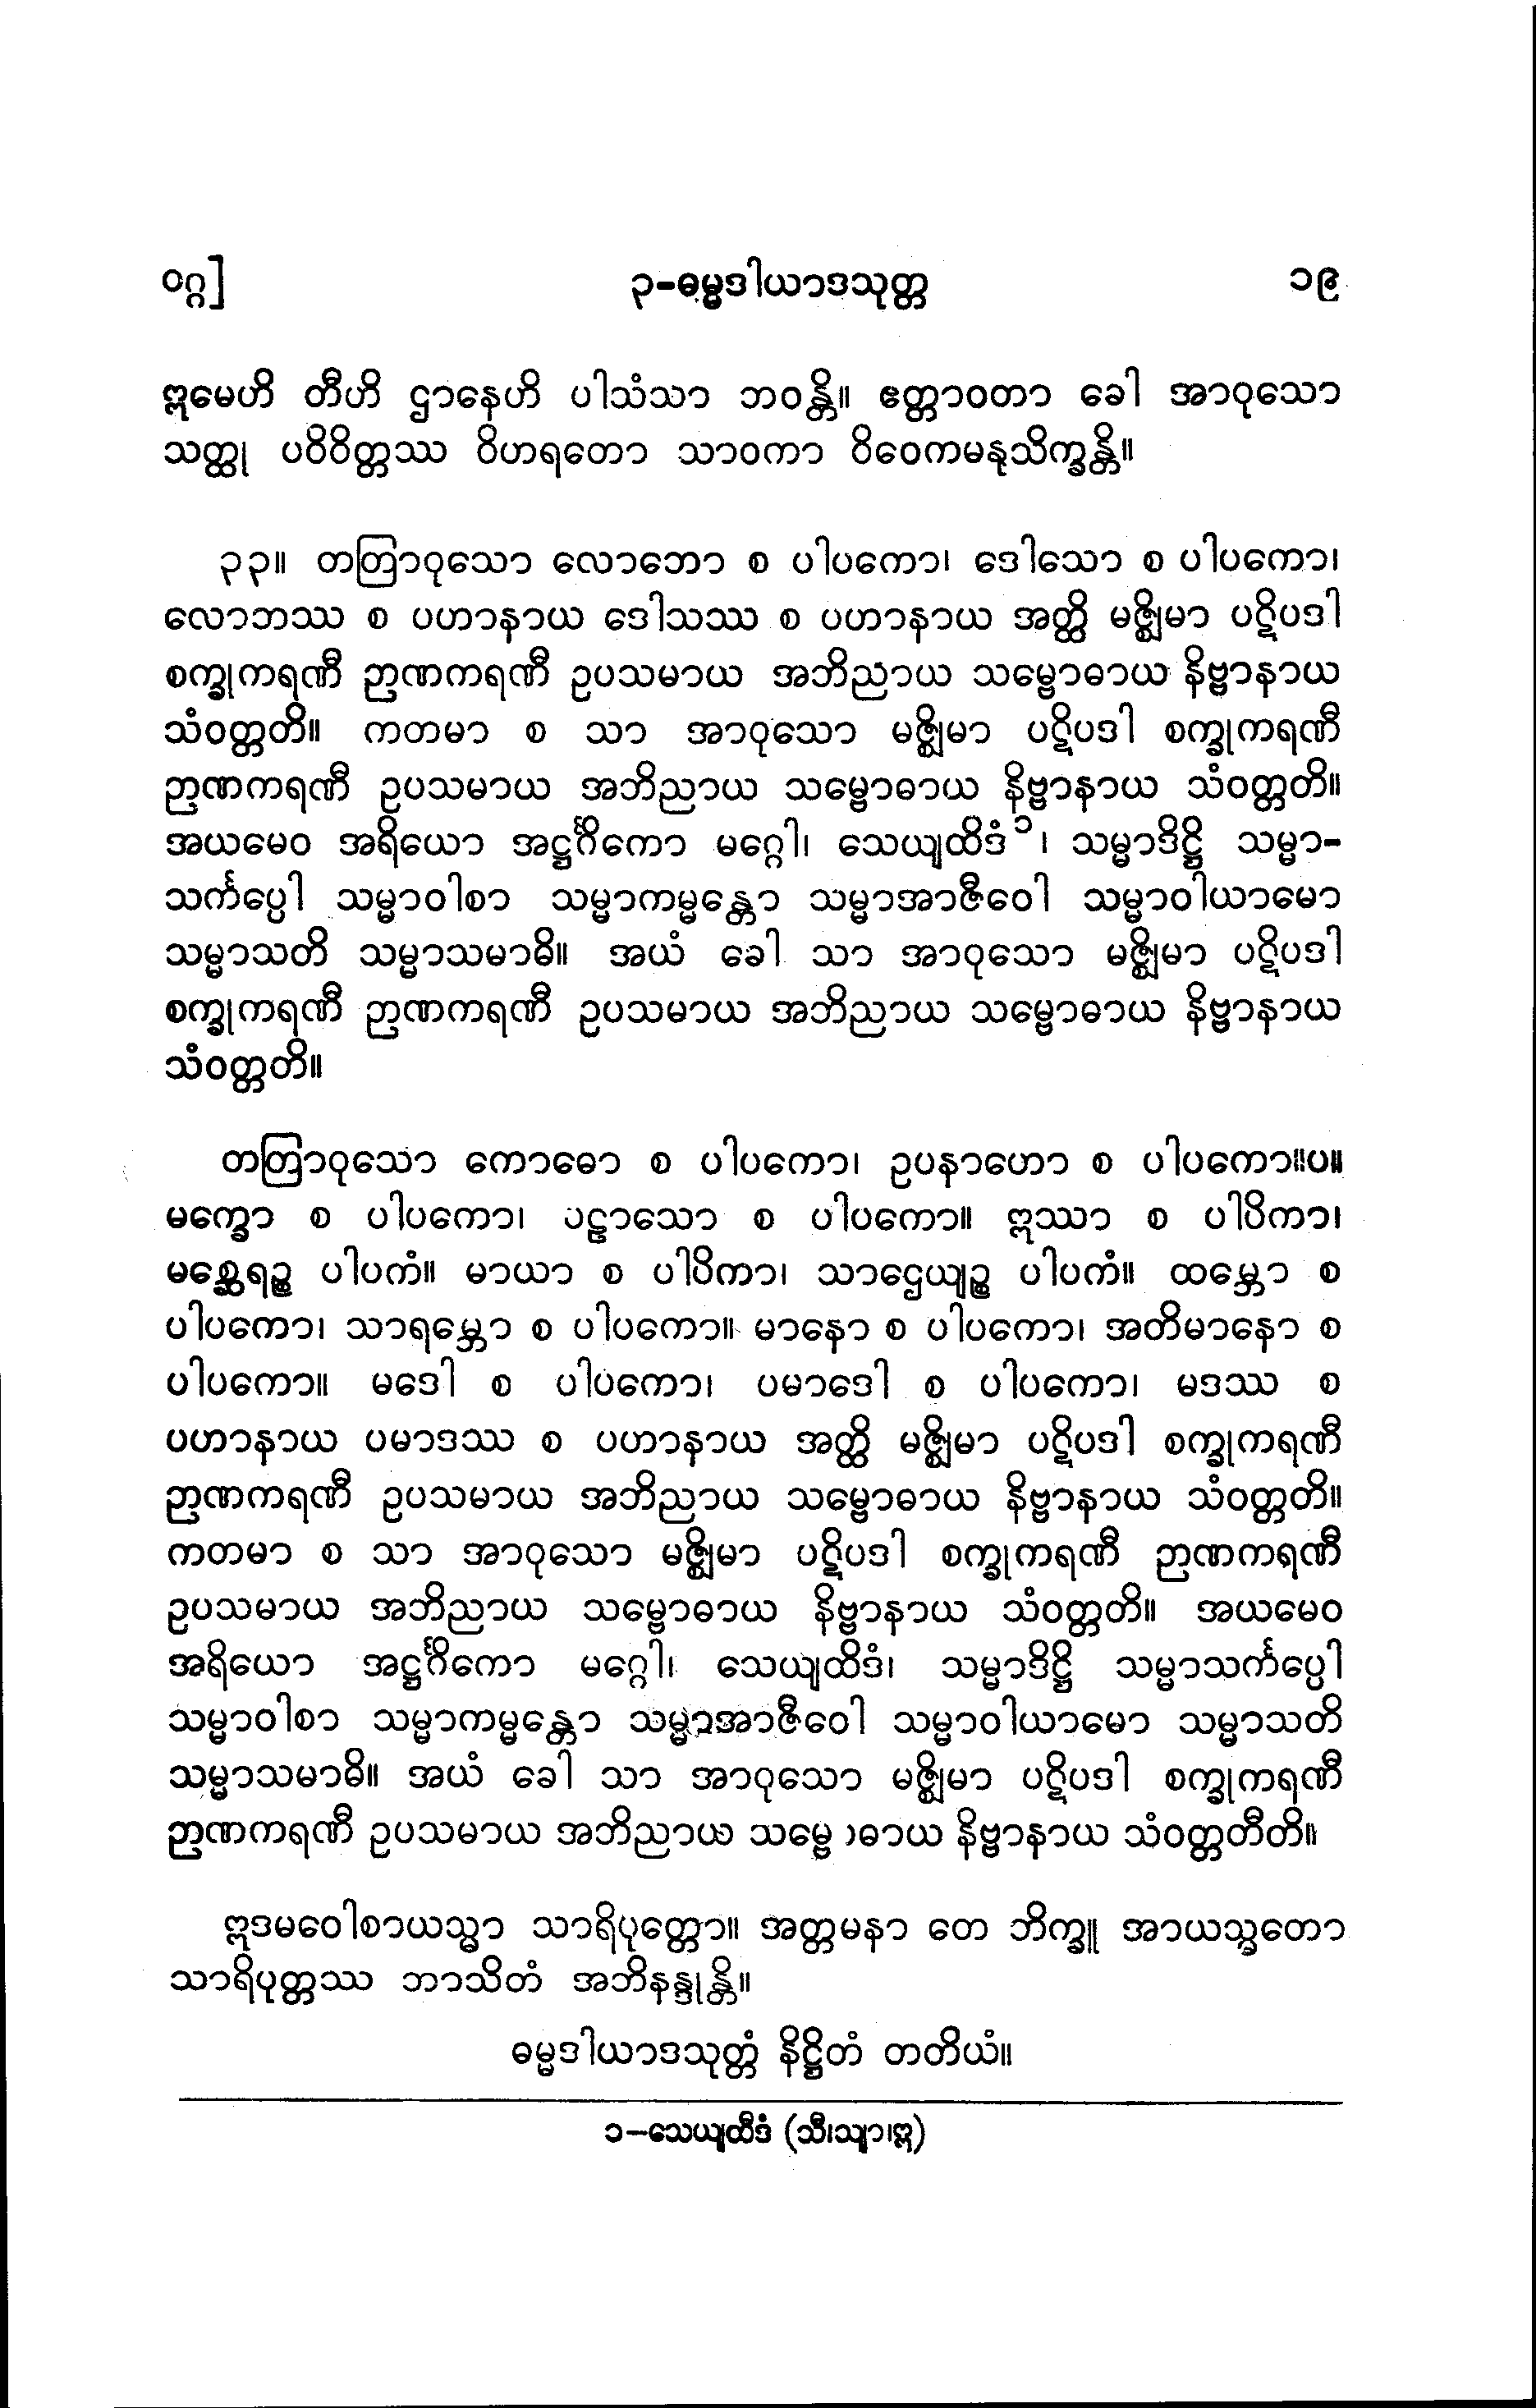 ဝဂ္ဂ]
၃-ဓမ္မဒါယာဒသုတ္တ
၁၉
ဣမေဟိ တီဟိ ဌာနေဟိ ပါသံသာ ဘဝန္တိ။ ဧတ္တာဝတာ ခေါ အာဝုသော
သတ္ထု ပဝိဝိတ္တဿ ဝိဟရတော သာဝကာ ဝိဝေကမနုသိက္ခန္တိ။
၃၃။ တတြာဝုသော လောဘော စ ပါပကော၊ ဒေါသော စ ပါပကော၊
လောဘဿ စ ပဟာနာယ ဒေါသဿ စ ပဟာနာယ အတ္ထိ မဇ္ဈိမာ ပဋိပဒါ
စက္ခုကရဏီ ဉာဏကရဏီ ဥပသမာယ အဘိညာယ သမ္ဗောဓာယ နိဗ္ဗာနာယ
သံဝတ္တတိ။ ကတမာ စ သာ အာဝုသော မဇ္ဈိမာ ပဋိပဒါ စက္ခုကရဏီ
ဉာဏကရဏီ ဥပသမာယ အဘိညာယ သမ္ဗောဓာယ နိဗ္ဗာနာယ သံဝတ္တတိ။
အယမေဝ အရိယော အဋ္ဌင်္ဂိကော မဂ္ဂေါ၊ သေယျထိဒံ ၁၊ သမ္မာဒိဋ္ဌိ သမ္မာ-
သင်္ကပ္ပေါ သမ္မာဝါစာ သမ္မာကမ္မန္တော သမ္မာအာဇီဝေါ သမ္မာဝါယာမော
သမ္မာသတိ သမ္မာသမာဓိ။ အယံ ခေါ သာ အာဝုသော မဇ္ဈိမာ ပဋိပဒါ
စက္ခုကရဏီ ဉာဏကရဏီ ဥပသမာယ အဘိညာယ သမ္ဗောဓာယ နိဗ္ဗာနာယ
သံဝတ္တတိ။
တတြာဝုသော ကောဓော စ ပါပကော၊ ဥပနာဟော စ ပါပကော။ပ။
မက္ခော စ ပါပကော၊ ပဠာသော စ ပါပကော။ ဣဿာ စ ပါပိကာ၊
မစ္ဆေရဉ္စ ပါပကံ။ မာယာ စ ပါပိကာ၊ သာဌေယျဉ္စ ပါပကံ။ ထမ္ဘော စ
ပါပကော၊ သာရမ္ဘော စ ပါပကော။ မာနော စ ပါပကော၊ အတိမာနော စ
ပါပကော။ မဒေါ စ ပါပကော၊ ပမာဒေါ စ ပါပကော၊ မဒဿ စ
ပဟာနာယ ပမာဒဿ စ ပဟာနာယ အတ္ထိ မဇ္ဈိမာ ပဋိပဒါ စက္ခုကရဏီ
ဉာဏကရဏီ ဥပသမာယ အဘိညာယ သမ္ဗောဓာယ နိဗ္ဗာနာယ သံဝတ္တတိ။
ကတမာ စ သာ အာဝုသော မဇ္ဈိမာ ပဋိပဒါ စက္ခုကရဏီ ဉာဏကရဏီ
ဥပသမာယ အဘိညာယ သမ္ဗောဓာယ နိဗ္ဗာနာယ သံဝတ္တတိ။ အယမေဝ
အရိယော အဋ္ဌင်္ဂိကော မဂ္ဂေါ၊ သေယျထိဒံ၊ သမ္မာဒိဋ္ဌိ သမ္မာသင်္ကပ္ပေါ
သမ္မာဝါစာ သမ္မာကမ္မန္တော သမ္မာအာဇီဝေါ သမ္မာဝါယာမော သမ္မာသတိ
သမ္မာသမာဓိ။ အယံ ခေါ သာ အာဝုသော မဇ္ဈိမာ ပဋိပဒါ စက္ခုကရဏီ
ဉာဏကရဏီ ဥပသမာယ အဘိညာယ သမ္ဗောဓာယ နိဗ္ဗာနာယ သံဝတ္တတီတိ။
ဣဒမဝေါစာယသ္မာ သာရိပုတ္တော။ အတ္တမနာ တေ ဘိက္ခူ အာယသ္မတော
သာရိပုတ္တဿ ဘာသိတံ အဘိနန္ဒုန္တိ။
ဓမ္မဒါယာဒသုတ္တံ နိဋ္ဌိတံ တတိယံ။
၁-သေယျထီဒံ (သီ၊သျာ၊ဣ)